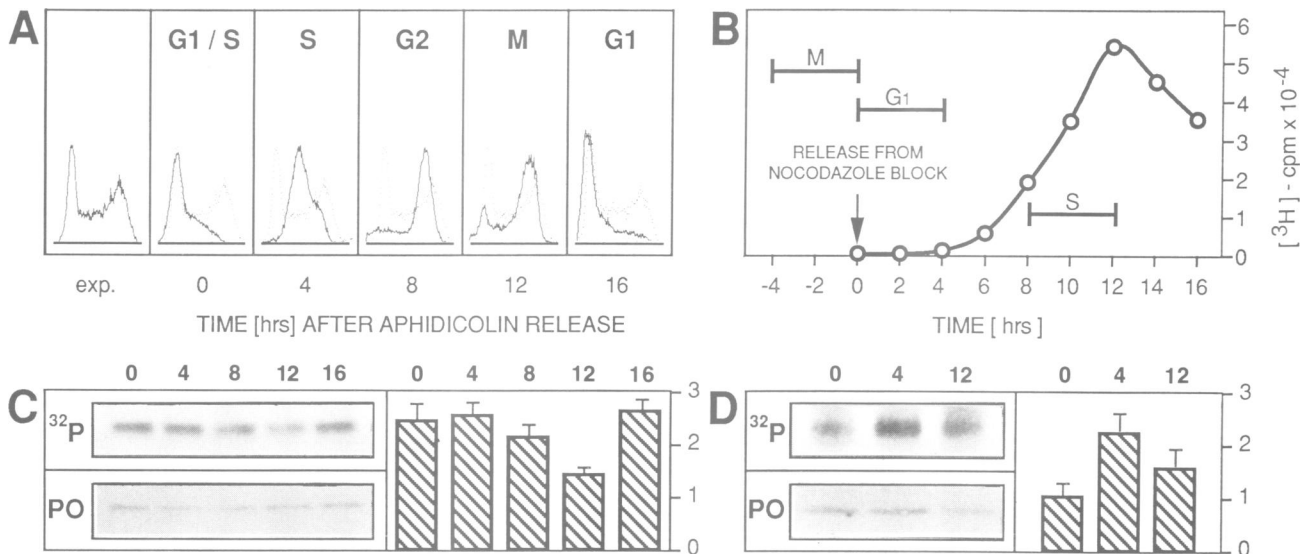 A
G1 / S
S
G2
M
G1
exp.
0
4
8
12
16
TIME [hrs] AFTER APHIDICOLIN RELEASE
B
M
G1
RELEASE FROM
NOCODAZOLE BLOCK
S
6
5
4
3
2
1
0
[ ³H ] - cpm x 10⁻⁴
-4 -2 0 2 4 6 8 10 12 14 16
TIME [ hrs ]
C
0 4 8 12 16
³²P
PO
0 4 8 12 16
3
2
1
0
D
0 4 12
³²P
PO
0 4 12
3
2
1
0